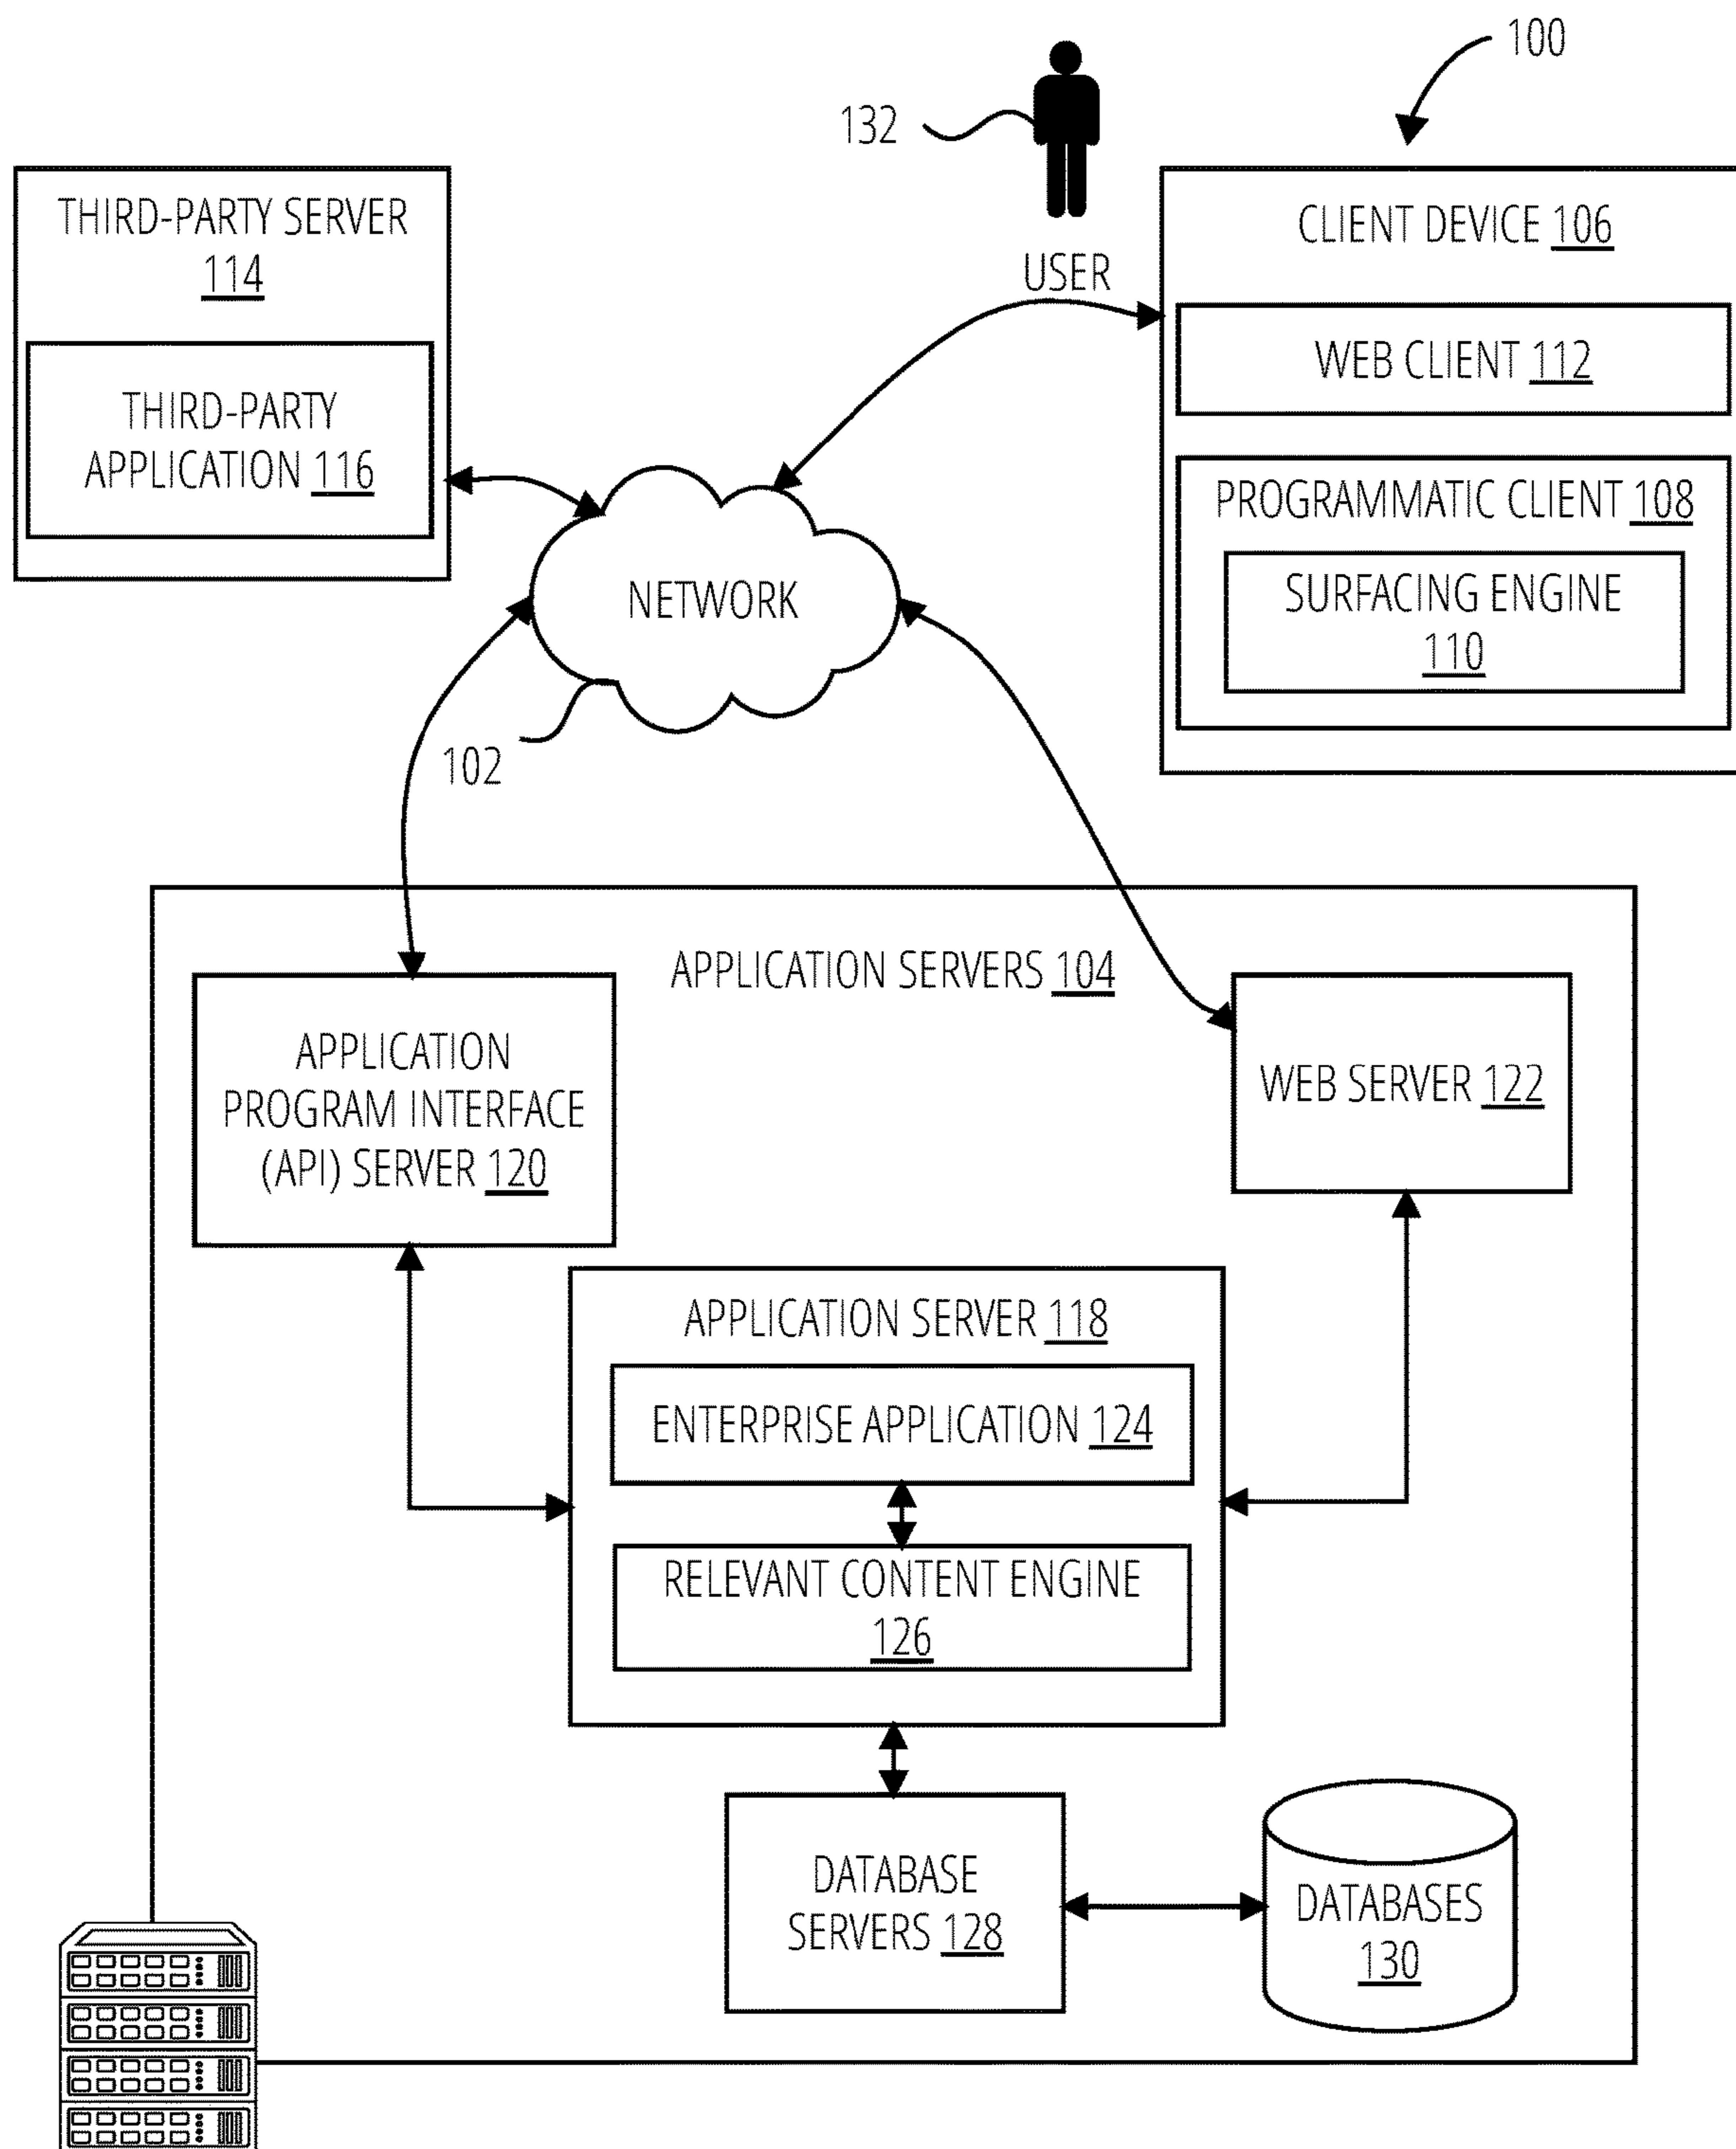 100
132
THIRD-PARTY SERVER
114
THIRD-PARTY
APPLICATION 116
USER
CLIENT DEVICE 106
WEB CLIENT 112
PROGRAMMATIC CLIENT 108
SURFACING ENGINE
110
NETWORK
102
APPLICATION SERVERS 104
APPLICATION
PROGRAM INTERFACE
(API) SERVER 120
WEB SERVER 122
APPLICATION SERVER 118
ENTERPRISE APPLICATION 124
RELEVANT CONTENT ENGINE
126
DATABASE
SERVERS 128
DATABASES
130